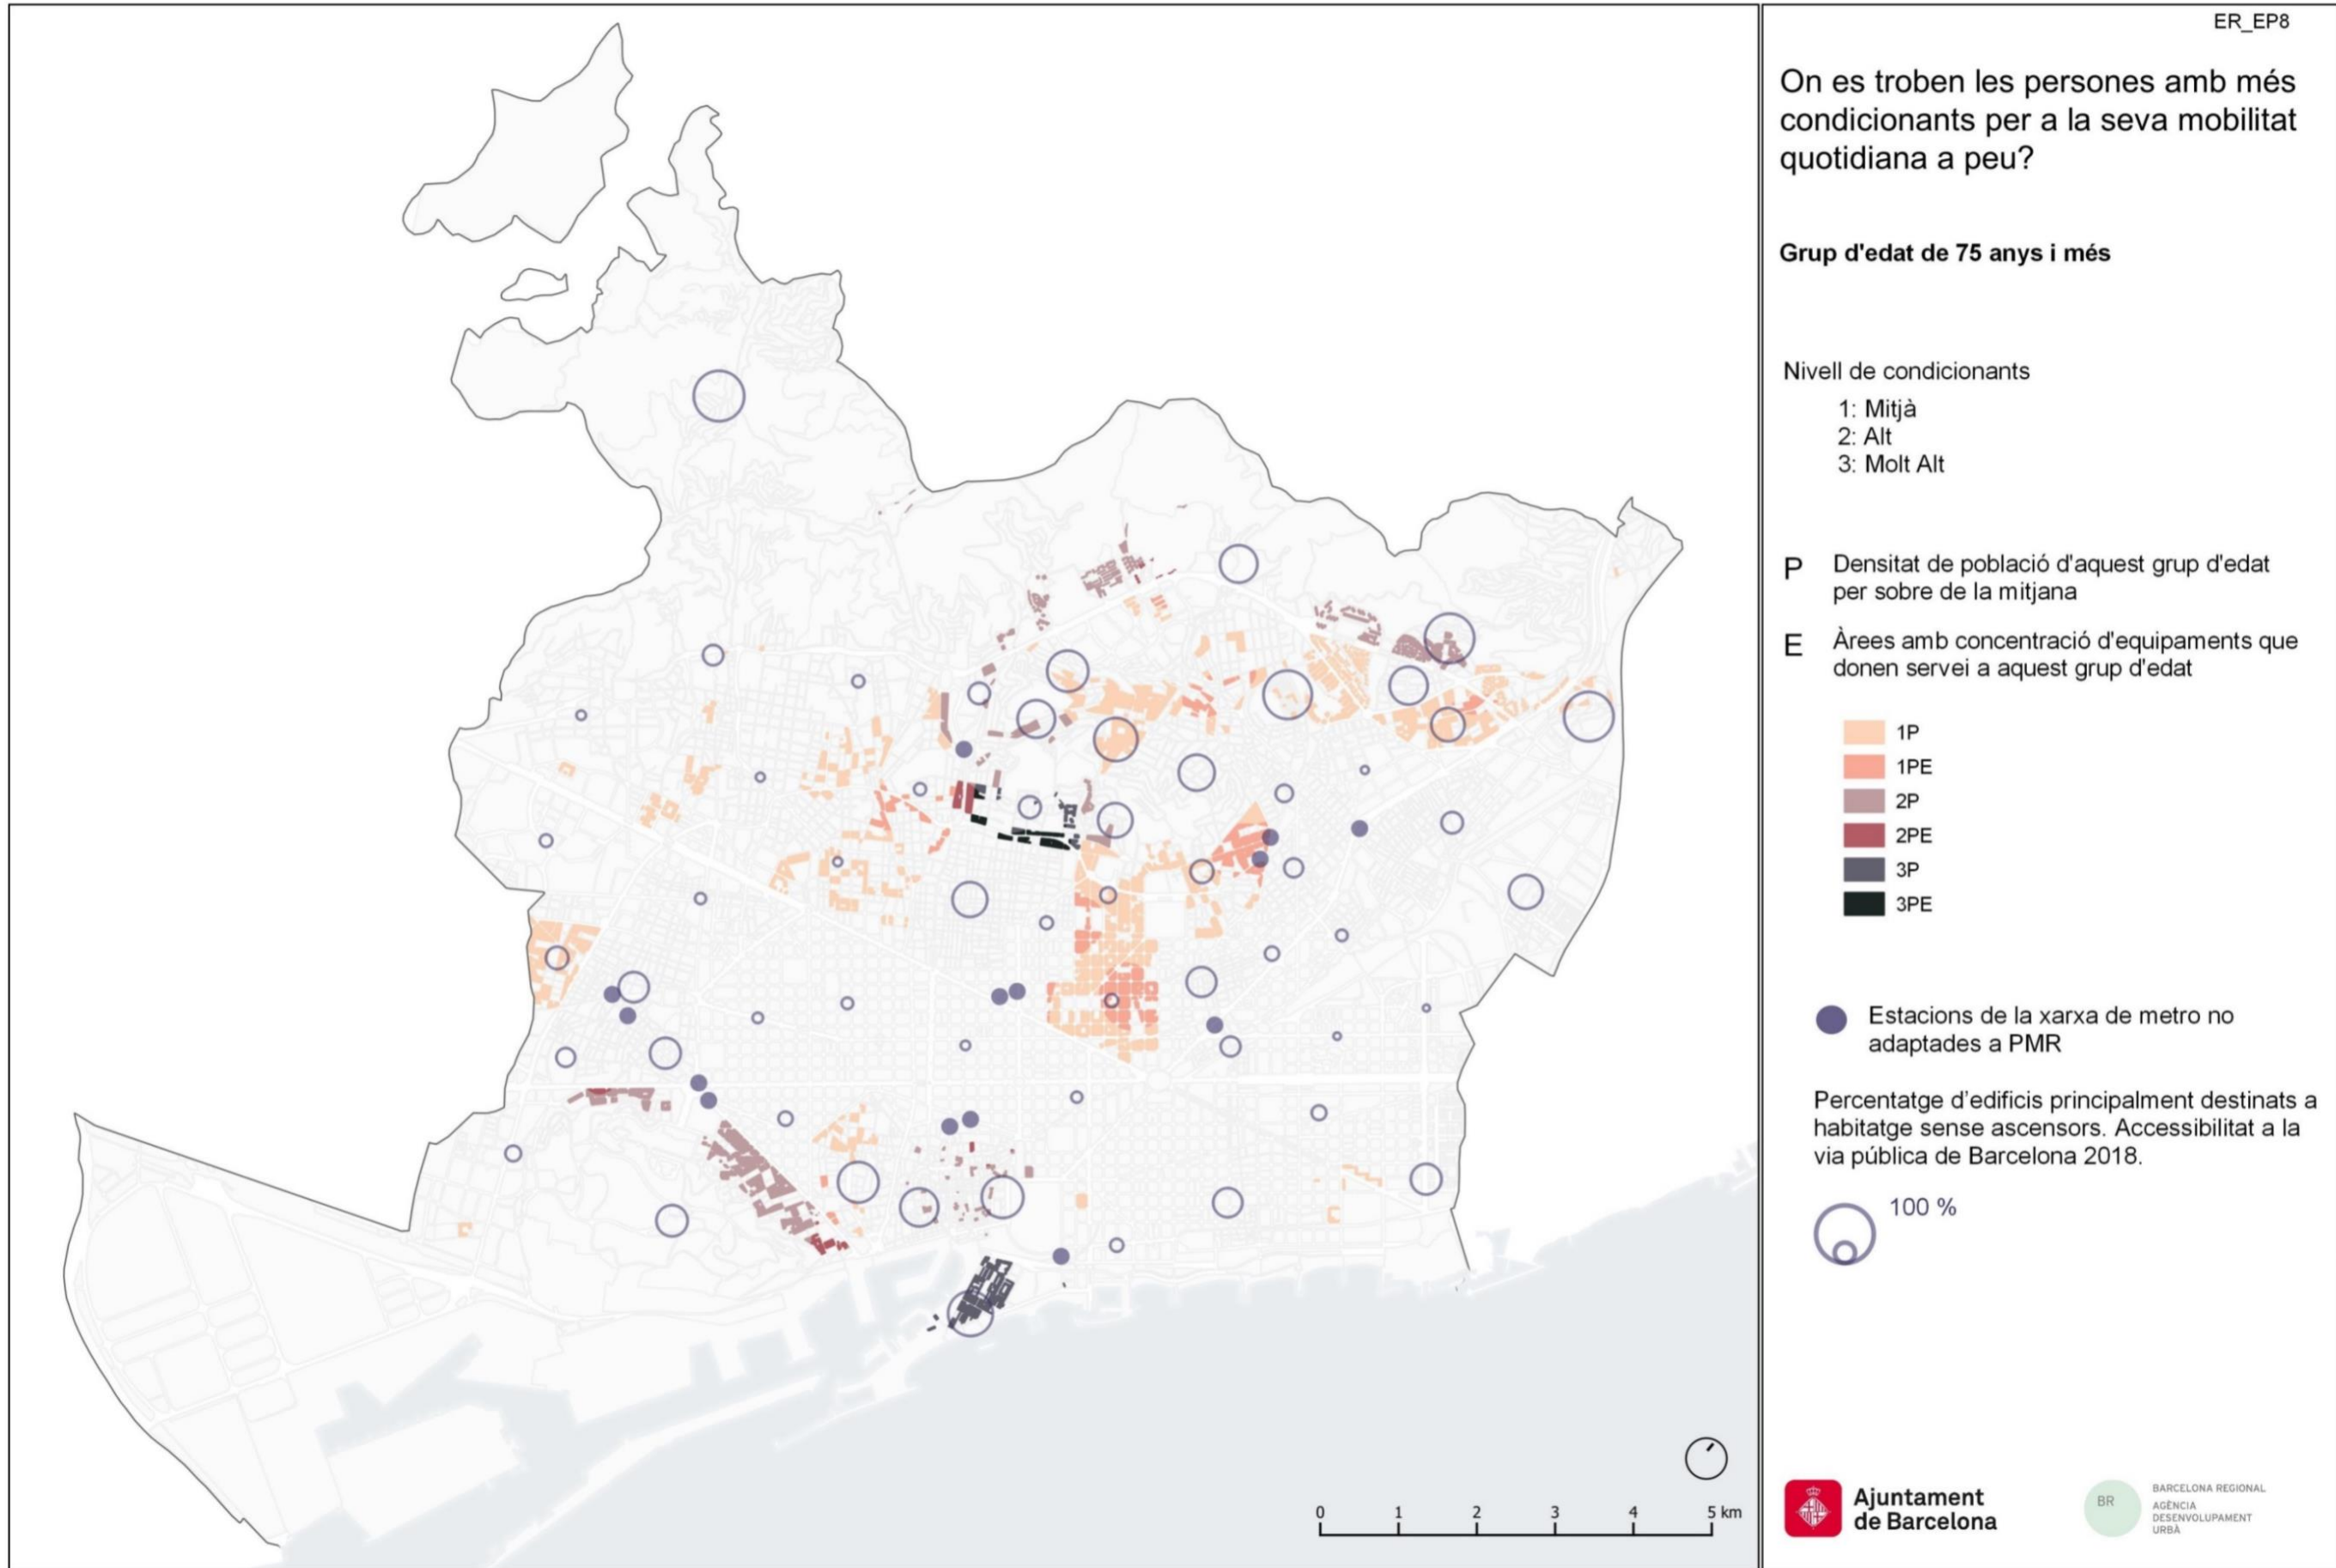 ER_EP8
On es troben les persones amb més
condicionants per a la seva mobilitat
quotidiana a peu?
Grup d'edat de 75 anys i més
Nivell de condicionants
1: Mitjà
2: Alt
3: Molt Alt
P Densitat de població d'aquest grup d'edat
per sobre de la mitjana
E Àrees amb concentració d'equipaments que
donen servei a aquest grup d'edat
1P
1PE
2P
2PE
3P
3PE
Estacions de la xarxa de metro no
adaptades a PMR
Percentatge d’edificis principalment destinats a
habitatge sense ascensors. Accessibilitat a la
via pública de Barcelona 2018.
100 %
0 1 2 3 4 5 km
Ajuntament
de Barcelona
BR
BARCELONA REGIONAL
AGÈNCIA
DESENVOLUPAMENT
URBÀ